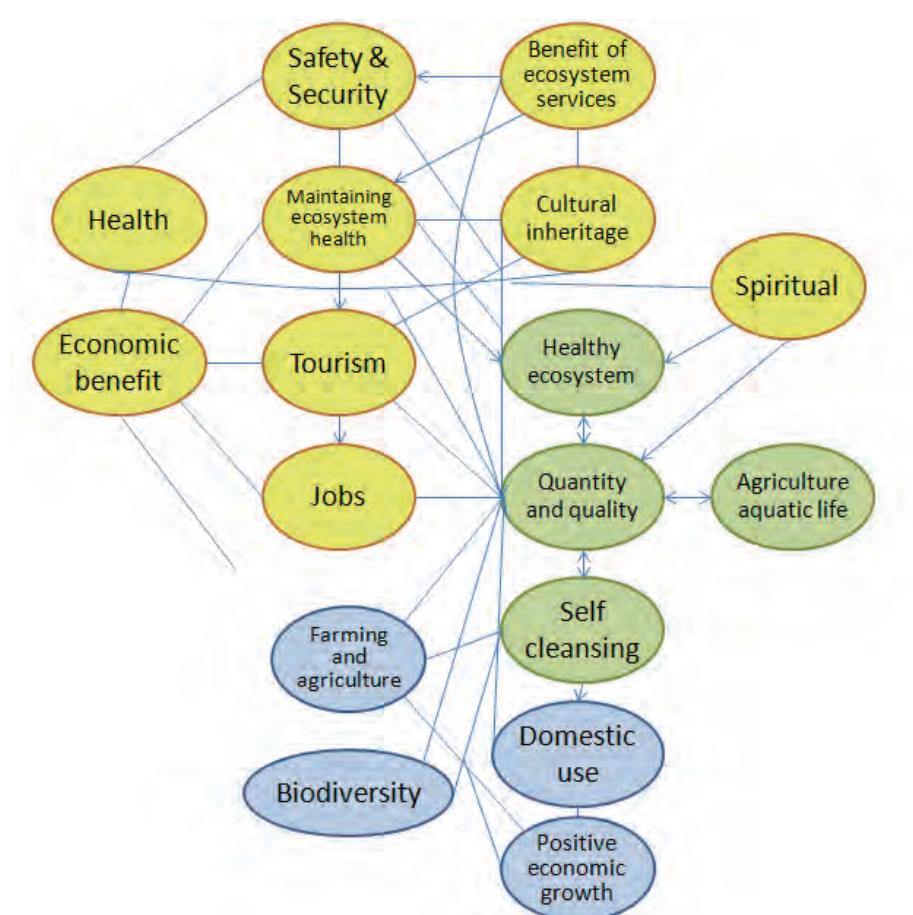 Safety &
Security
Benefit of
ecosystem
services
Health
Maintaining
ecosystem
health
Cultural
inheritage
Spiritual
Economic
benefit
Tourism
Healthy
ecosystem
Jobs
Quantity
and quality
Agriculture
aquatic life
Farming
and
agriculture
Self
cleansing
Domestic
use
Biodiversity
Positive
economic
growth